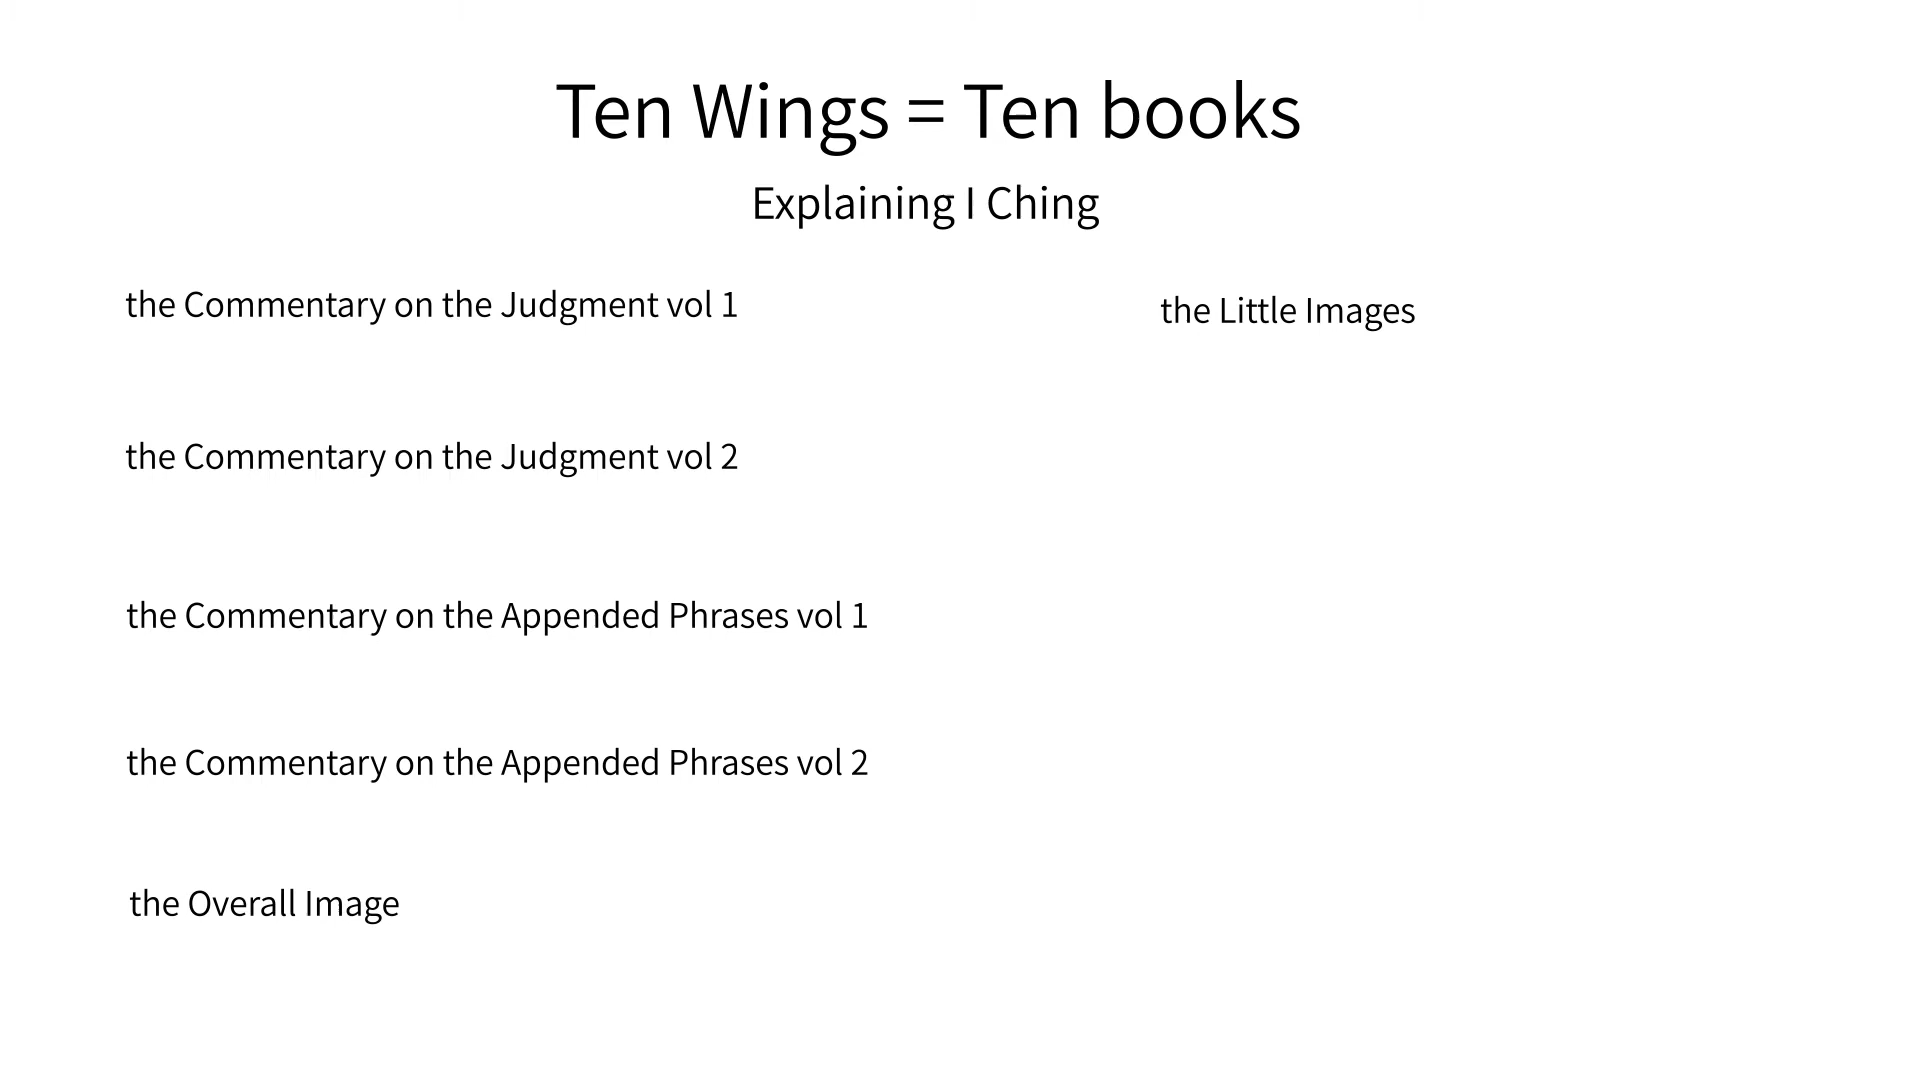 Ten Wings = Ten books
Explaining I Ching
the Commentary on the Judgment vol 1
the Commentary on the Judgment vol 2
the Commentary on the Appended Phrases vol 1
the Commentary on the Appended Phrases vol 2
the Overall Image
the Little Images